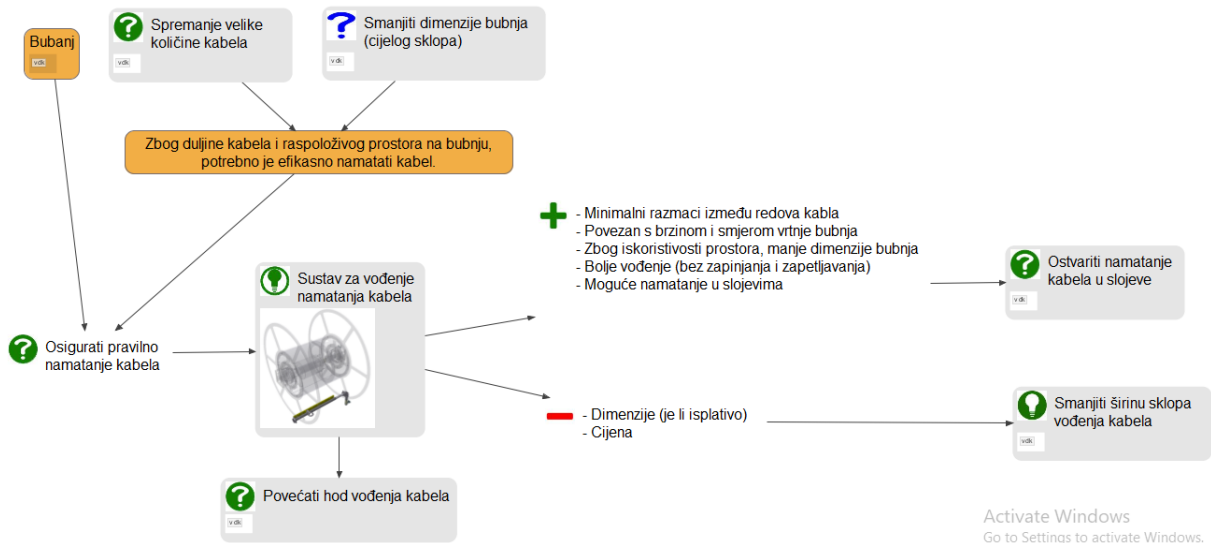 Bubanj
vdk
Spremanje velike
količine kabela
vdk
Smanjiti dimenzije bubnja
(cijelog sklopa)
vdk
Zbog duljine kabela i raspoloživog prostora na bubnju,
potrebno je efikasno namatati kabel.
- Minimalni razmaci između redova kabla
- Povezan s brzinom i smjerom vrtnje bubnja
- Zbog iskoristivosti prostora, manje dimenzije bubnja
- Bolje vođenje (bez zapinjanja i zapetljavanja)
- Moguće namatanje u slojevima
Ostvariti namatanje
kabela u slojeve
vdk
Sustav za vođenje
namatanja kabela
Osigurati pravilno
namatanje kabela
- Dimenzije (je li isplativo)
- Cijena
Smanjiti širinu sklopa
vođenja kabela
vdk
Povećati hod vođenja kabela
vdk
Activate Windows
Go to Settings to activate Windows.